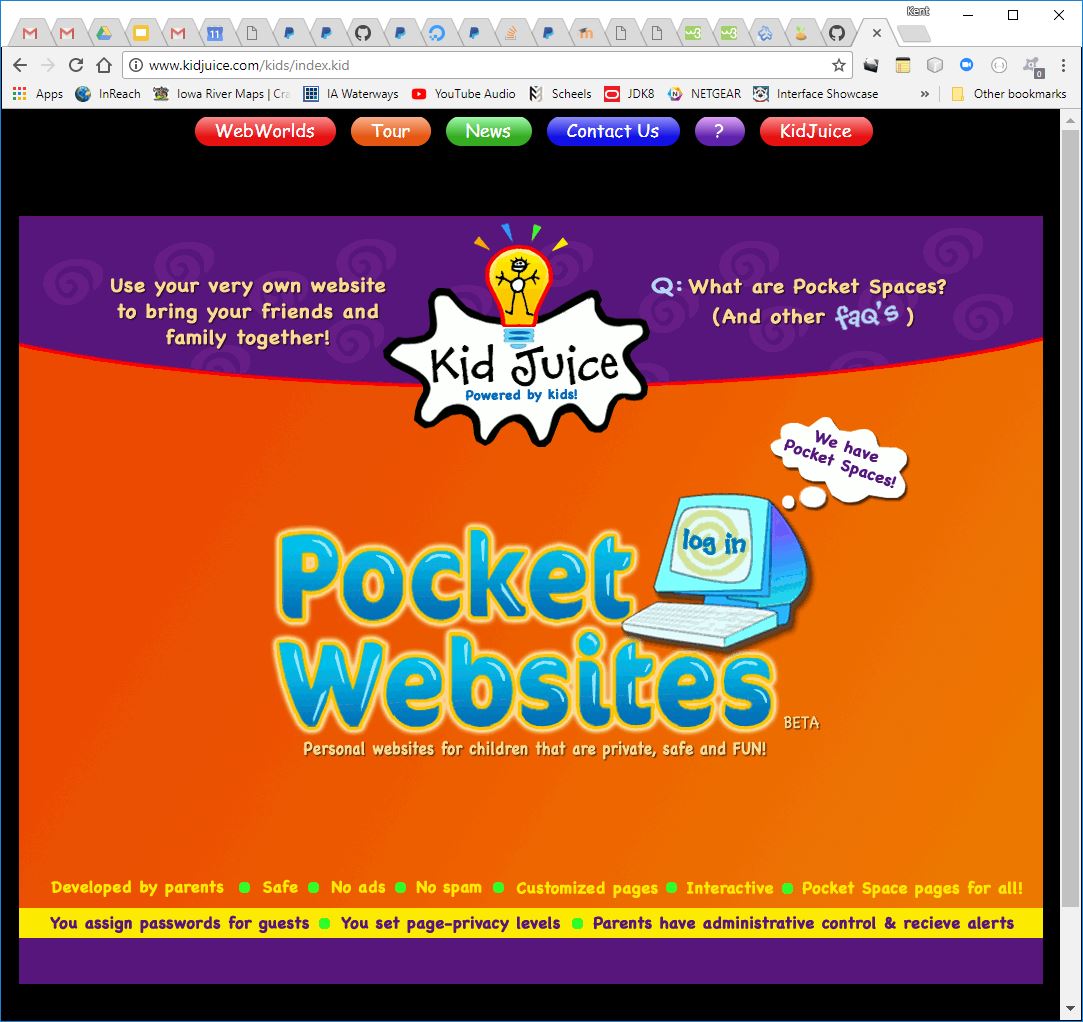 Kent
11
www.kidjuice.com/kids/index.kid
Apps InReach Iowa River Maps | Cra IA Waterways YouTube Audio Scheels JDK8 NETGEAR Interface Showcase » Other bookmarks
0
WebWorlds Tour News Contact Us ? KidJuice
Use your very own website
to bring your friends and
family together!
Kid Juice
Powered by kids!
Q: What are Pocket Spaces?
(And other faQ's )
We have
Pocket Spaces!
log in
Pocket
Websites
BETA
Personal websites for children that are private, safe and FUN!
Developed by parents Safe No ads No spam Customized pages Interactive Pocket Space pages for all!
You assign passwords for guests You set page-privacy levels Parents have administrative control & recieve alerts